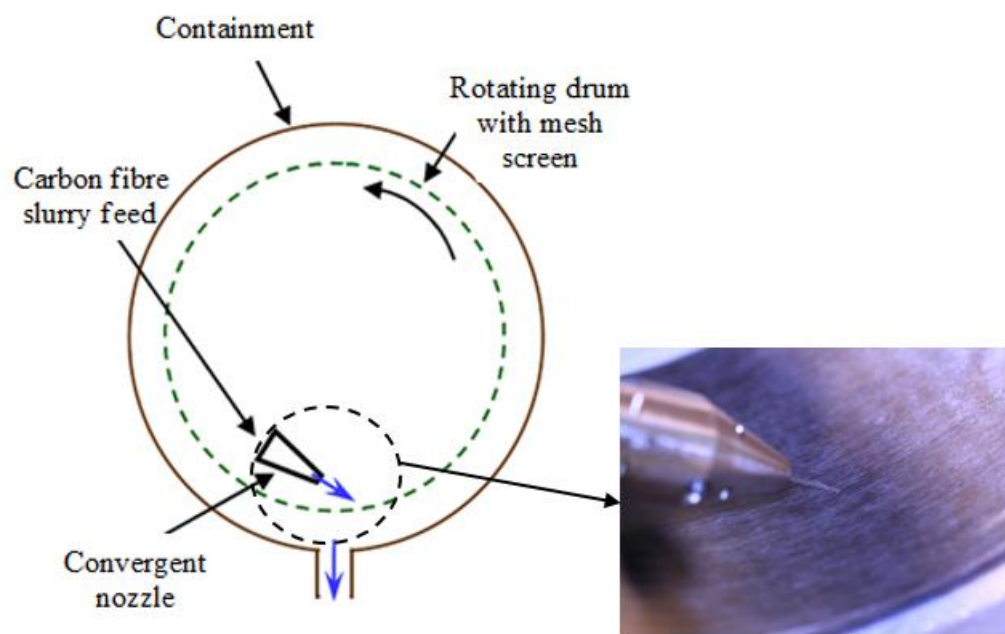 Containment
Rotating drum
with mesh
screen
Carbon fibre
slurry feed
Convergent
nozzle